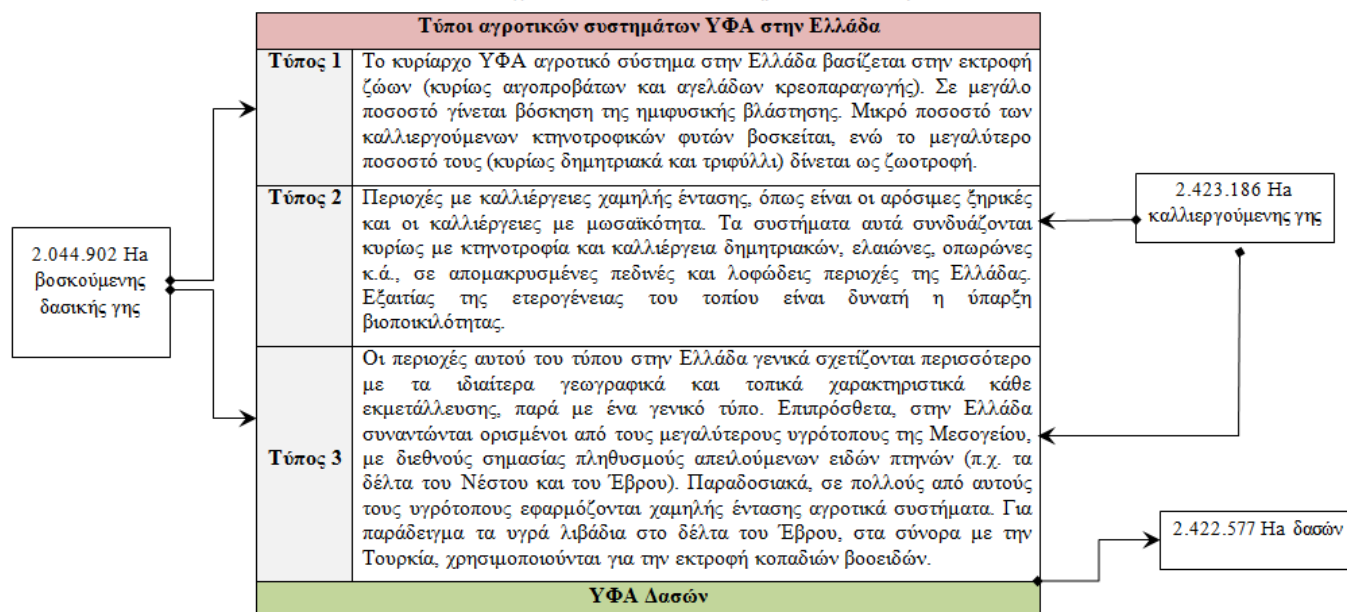 Τύποι αγροτικών συστημάτων ΥΦΑ στην Ελλάδα
Τύπος 1
Το κυρίαρχο ΥΦΑ αγροτικό σύστημα στην Ελλάδα βασίζεται στην εκτροφή
ζώων (κυρίως αιγοπροβάτων και αγελάδων κρεοπαραγωγής). Σε μεγάλο
ποσοστό γίνεται βόσκηση της ημιφυσικής βλάστησης. Μικρό ποσοστό των
καλλιεργούμενων κτηνοτροφικών φυτών βοσκείται, ενώ το μεγαλύτερο
ποσοστό τους (κυρίως δημητριακά και τριφύλλι) δίνεται ως ζωοτροφή.
Τύπος 2
Περιοχές με καλλιέργειες χαμηλής έντασης, όπως είναι οι αρόσιμες ξηρικές
και οι καλλιέργειες με μωσαϊκότητα. Τα συστήματα αυτά συνδυάζονται
κυρίως με κτηνοτροφία και καλλιέργεια δημητριακών, ελαιώνες, οπωρώνες
κ.ά., σε απομακρυσμένες πεδινές και λοφώδεις περιοχές της Ελλάδας.
Εξαιτίας της ετερογένειας του τοπίου είναι δυνατή η ύπαρξη
βιοποικιλότητας.
Τύπος 3
Οι περιοχές αυτού του τύπου στην Ελλάδα γενικά σχετίζονται περισσότερο
με τα ιδιαίτερα γεωγραφικά και τοπικά χαρακτηριστικά κάθε
εκμετάλλευσης, παρά με ένα γενικό τύπο. Επιπρόσθετα, στην Ελλάδα
συναντώνται ορισμένοι από τους μεγαλύτερους υγρότοπους της Μεσογείου,
με διεθνούς σημασίας πληθυσμούς απειλούμενων ειδών πτηνών (π.χ. τα
δέλτα του Νέστου και του Έβρου). Παραδοσιακά, σε πολλούς από αυτούς
τους υγρότοπους εφαρμόζονται χαμηλής έντασης αγροτικά συστήματα. Για
παράδειγμα τα υγρά λιβάδια στο δέλτα του Έβρου, στα σύνορα με την
Τουρκία, χρησιμοποιούνται για την εκτροφή κοπαδιών βοοειδών.
ΥΦΑ Δασών
2.044.902 Ha
βοσκούμενης
δασικής γης
2.423.186 Ha
καλλιεργούμενης γης
2.422.577 Ha δασών